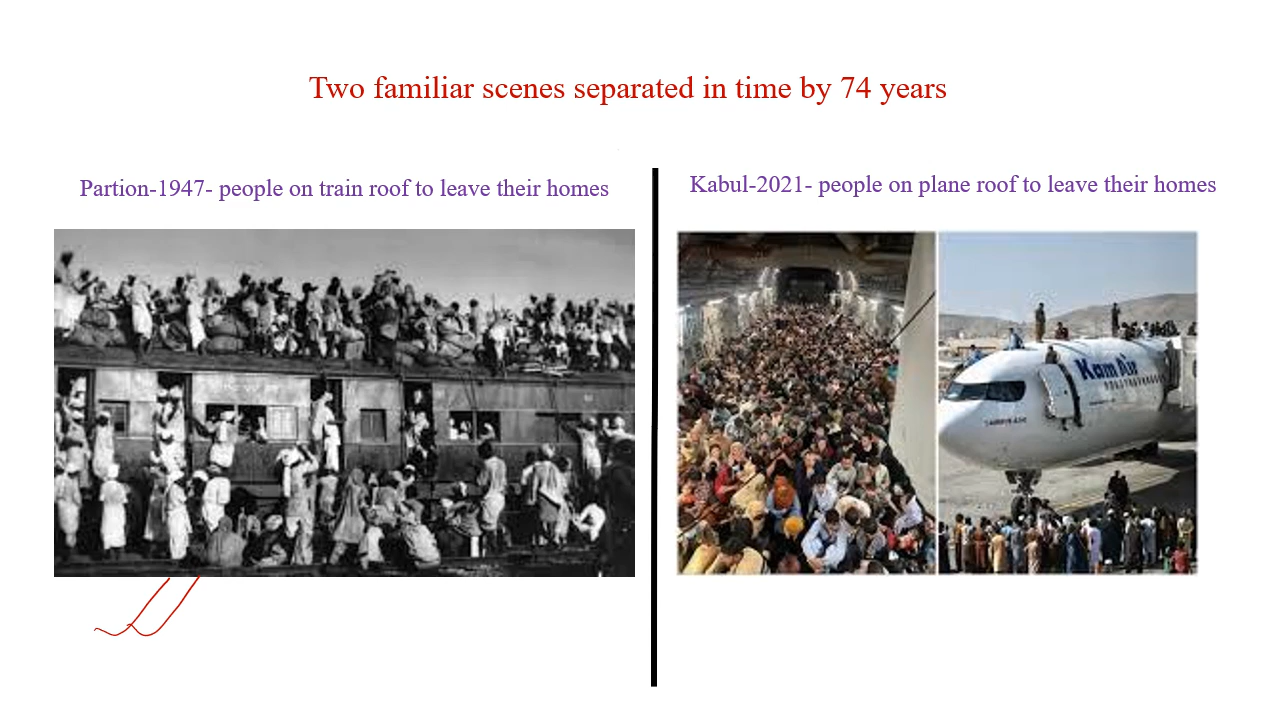 Two familiar scenes separated in time by 74 years
Partion-1947- people on train roof to leave their homes
Kabul-2021- people on plane roof to leave their homes
Kam Air